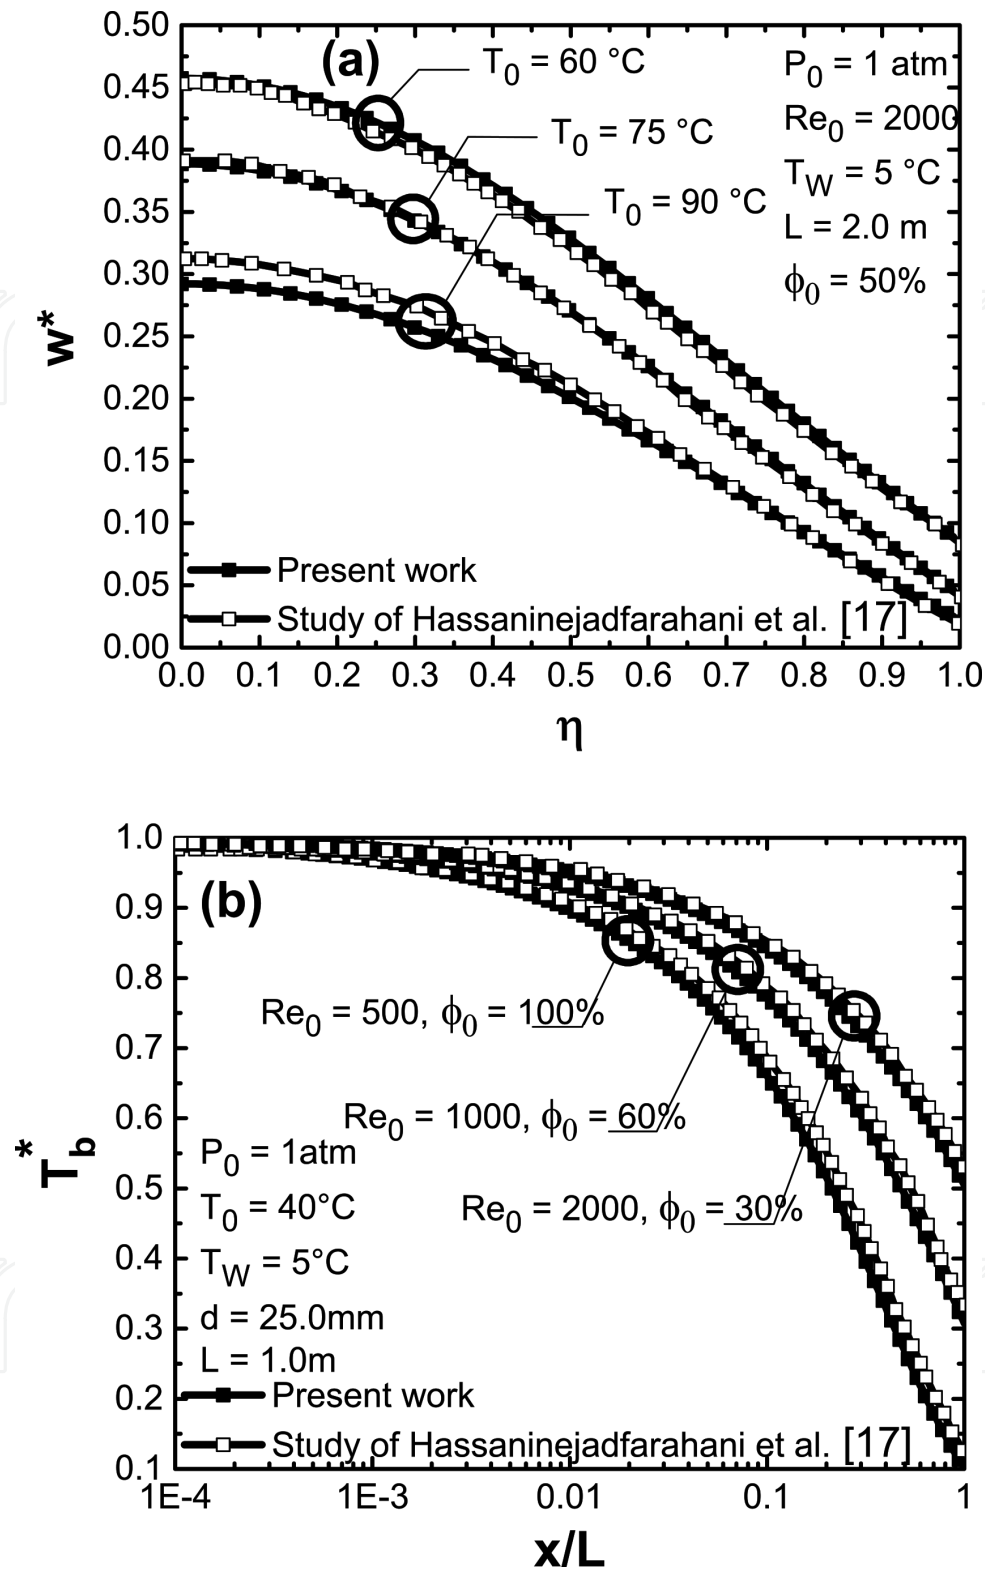 0.50
(a)
T0 = 60 °C
P0 = 1 atm
0.45
Re0 = 2000
0.40
T0 = 75 °C
TW = 5 °C
0.35
T0 = 90 °C
L = 2.0 m
0.30
ϕ0 = 50%
w*
0.25
0.20
0.15
0.10
0.05
Present work
Study of Hassaninejadfarahani et al. [17]
0.00
0.0 0.1 0.2 0.3 0.4 0.5 0.6 0.7 0.8 0.9 1.0
η
1.0
(b)
0.9
0.8
Re0 = 500, ϕ0 = 100%
0.7
Re0 = 1000, ϕ0 = 60%
0.6
P0 = 1atm
Tb*
0.5
T0 = 40°C
Re0 = 2000, ϕ0 = 30%
0.4
TW = 5°C
0.3
d = 25.0mm
L = 1.0m
0.2
Present work
Study of Hassaninejadfarahani et al. [17]
0.1
1E-4 1E-3 0.01 0.1 1
x/L